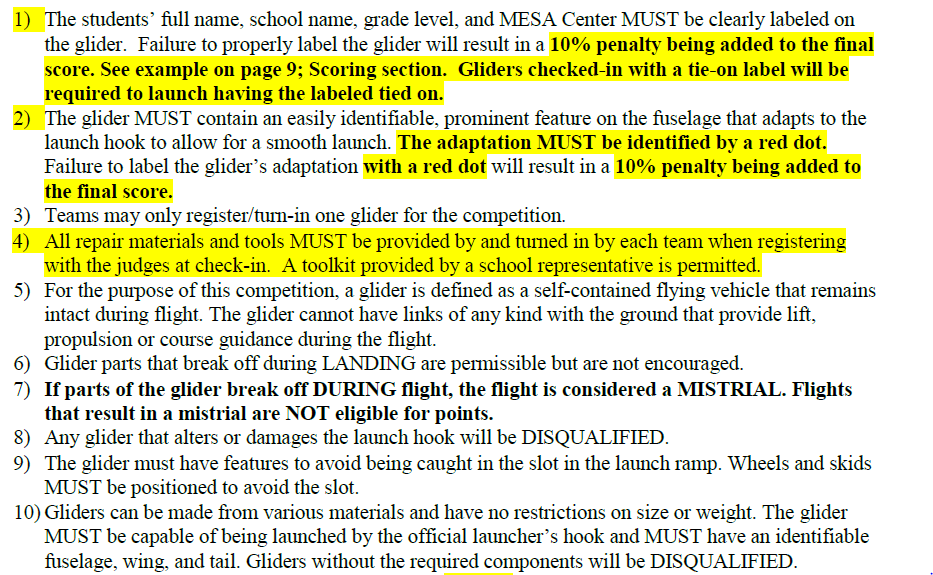 1) The students’ full name, school name, grade level, and MESA Center MUST be clearly labeled on
the glider.  Failure to properly label the glider will result in a 10% penalty being added to the final
score. See example on page 9; Scoring section.  Gliders checked-in with a tie-on label will be
required to launch having the labeled tied on.
2) The glider MUST contain an easily identifiable, prominent feature on the fuselage that adapts to the
launch hook to allow for a smooth launch. The adaptation MUST be identified by a red dot.
Failure to label the glider’s adaptation with a red dot will result in a 10% penalty being added to
the final score.
3) Teams may only register/turn-in one glider for the competition.
4) All repair materials and tools MUST be provided by and turned in by each team when registering
with the judges at check-in.  A toolkit provided by a school representative is permitted.
5) For the purpose of this competition, a glider is defined as a self-contained flying vehicle that remains
intact during flight. The glider cannot have links of any kind with the ground that provide lift,
propulsion or course guidance during the flight.
6) Glider parts that break off during LANDING are permissible but are not encouraged.
7) If parts of the glider break off DURING flight, the flight is considered a MISTRIAL. Flights
that result in a mistrial are NOT eligible for points.
8) Any glider that alters or damages the launch hook will be DISQUALIFIED.
9) The glider must have features to avoid being caught in the slot in the launch ramp. Wheels and skids
MUST be positioned to avoid the slot.
10) Gliders can be made from various materials and have no restrictions on size or weight. The glider
MUST be capable of being launched by the official launcher’s hook and MUST have an identifiable
fuselage, wing, and tail. Gliders without the required components will be DISQUALIFIED.